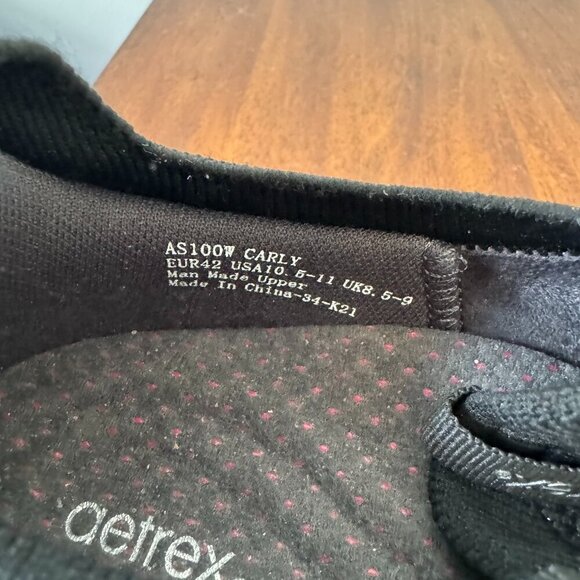 AS100W CARLY
EUR42 USA10.5-11 UK8.5-9
Man Made Upper
Made In China-34-K21
aetrex